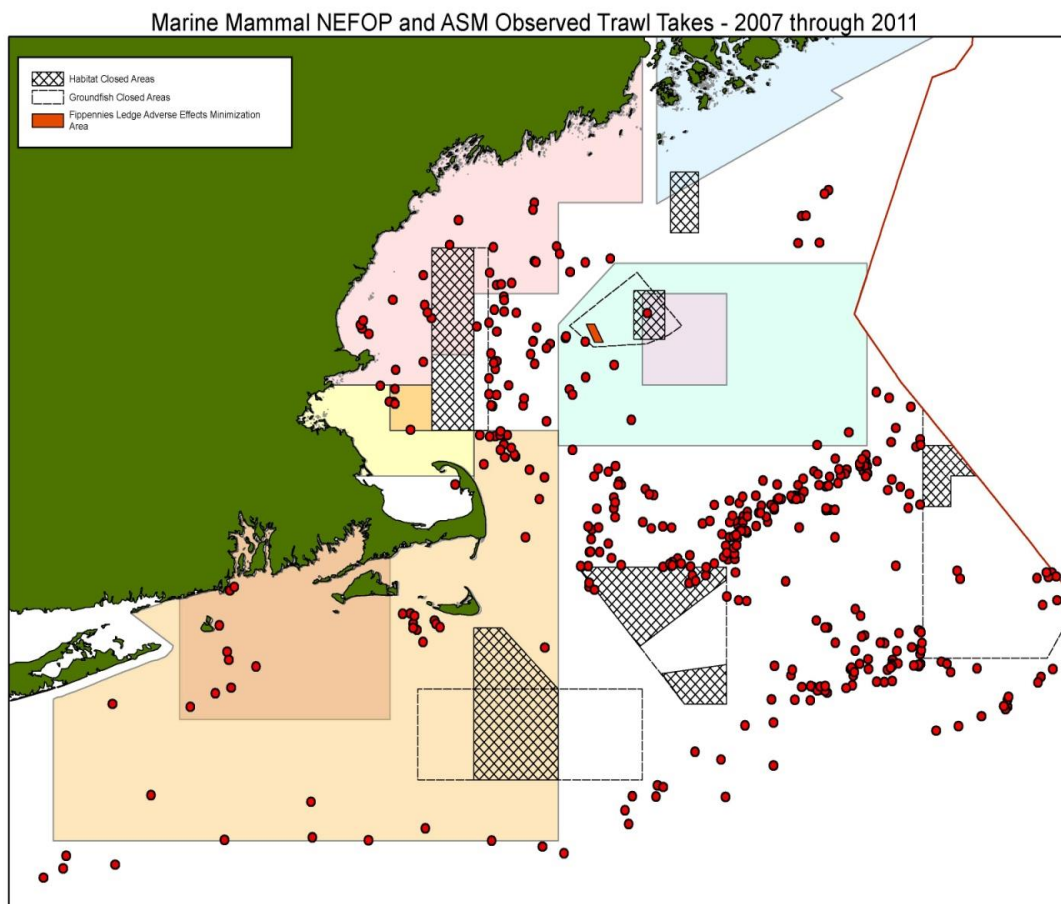 Marine Mammal NEFOP and ASM Observed Trawl Takes - 2007 through 2011
Habitat Closed Areas
Groundfish Closed Areas
Fippennies Ledge Adverse Effects Minimization
Area